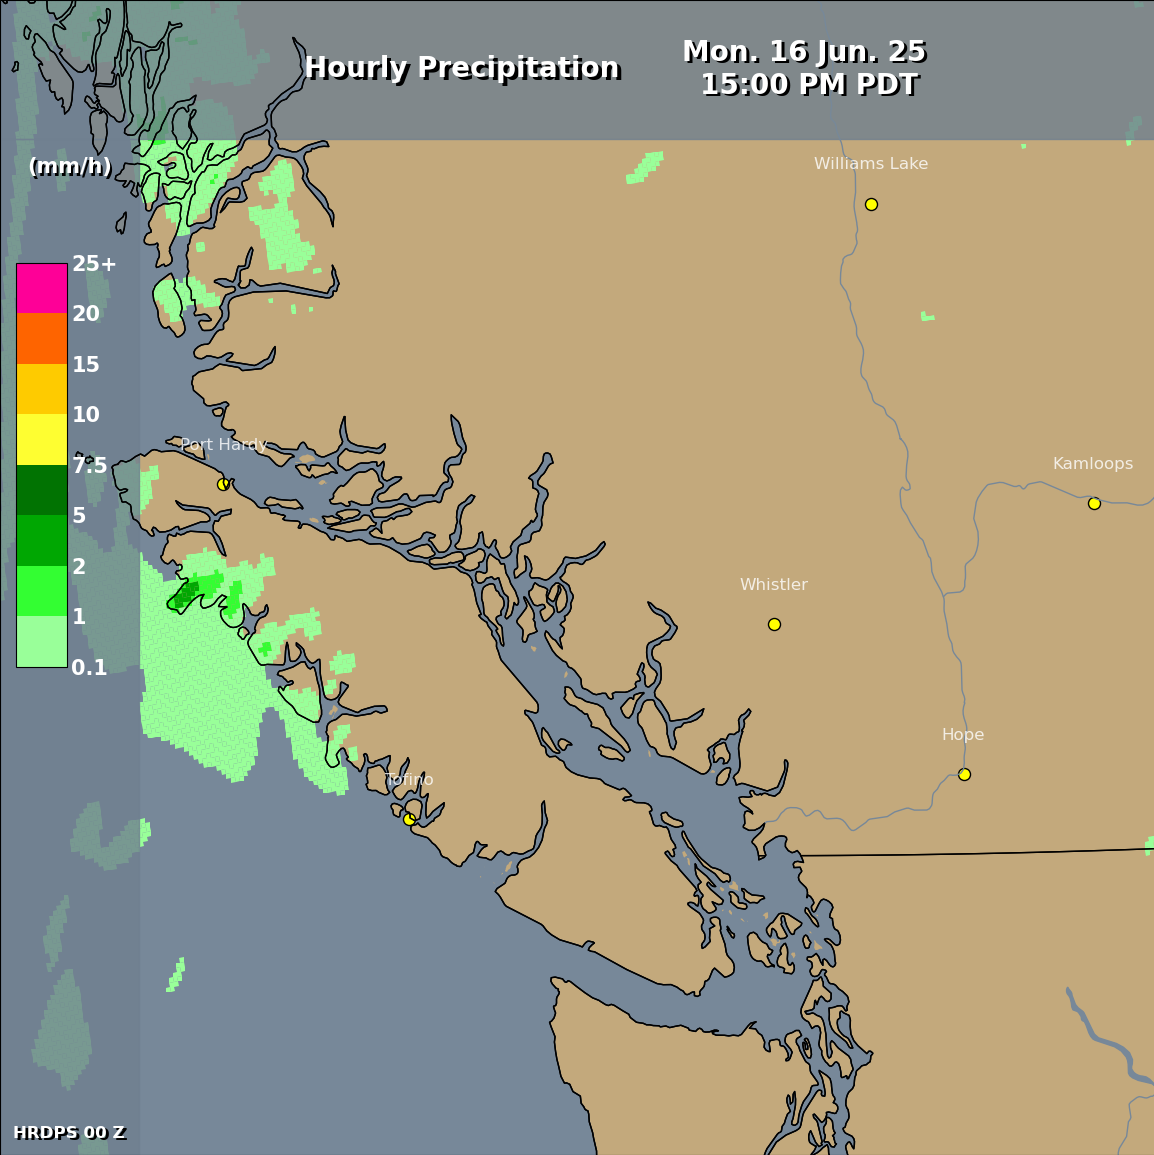 Hourly Precipitation
Mon. 16 Jun. 25
15:00 PM PDT
(mm/h)
Williams Lake
25+
20
15
10
7.5
5
2
1
0.1
Port Hardy
Kamloops
Whistler
Hope
Tofino
HRDPS 00 Z